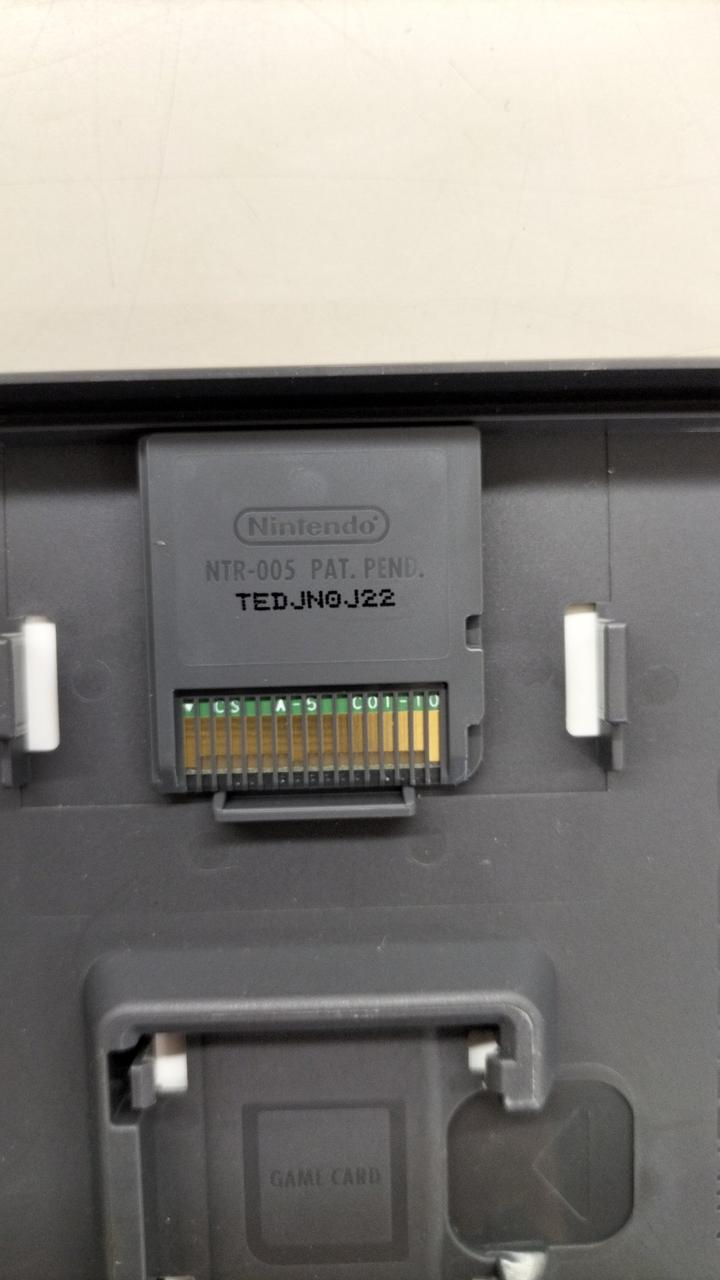 Nintendo®
NTR-005 PAT. PEND.
TEDJN0J22
▼ CS A-5 C01-10
GAME CARD